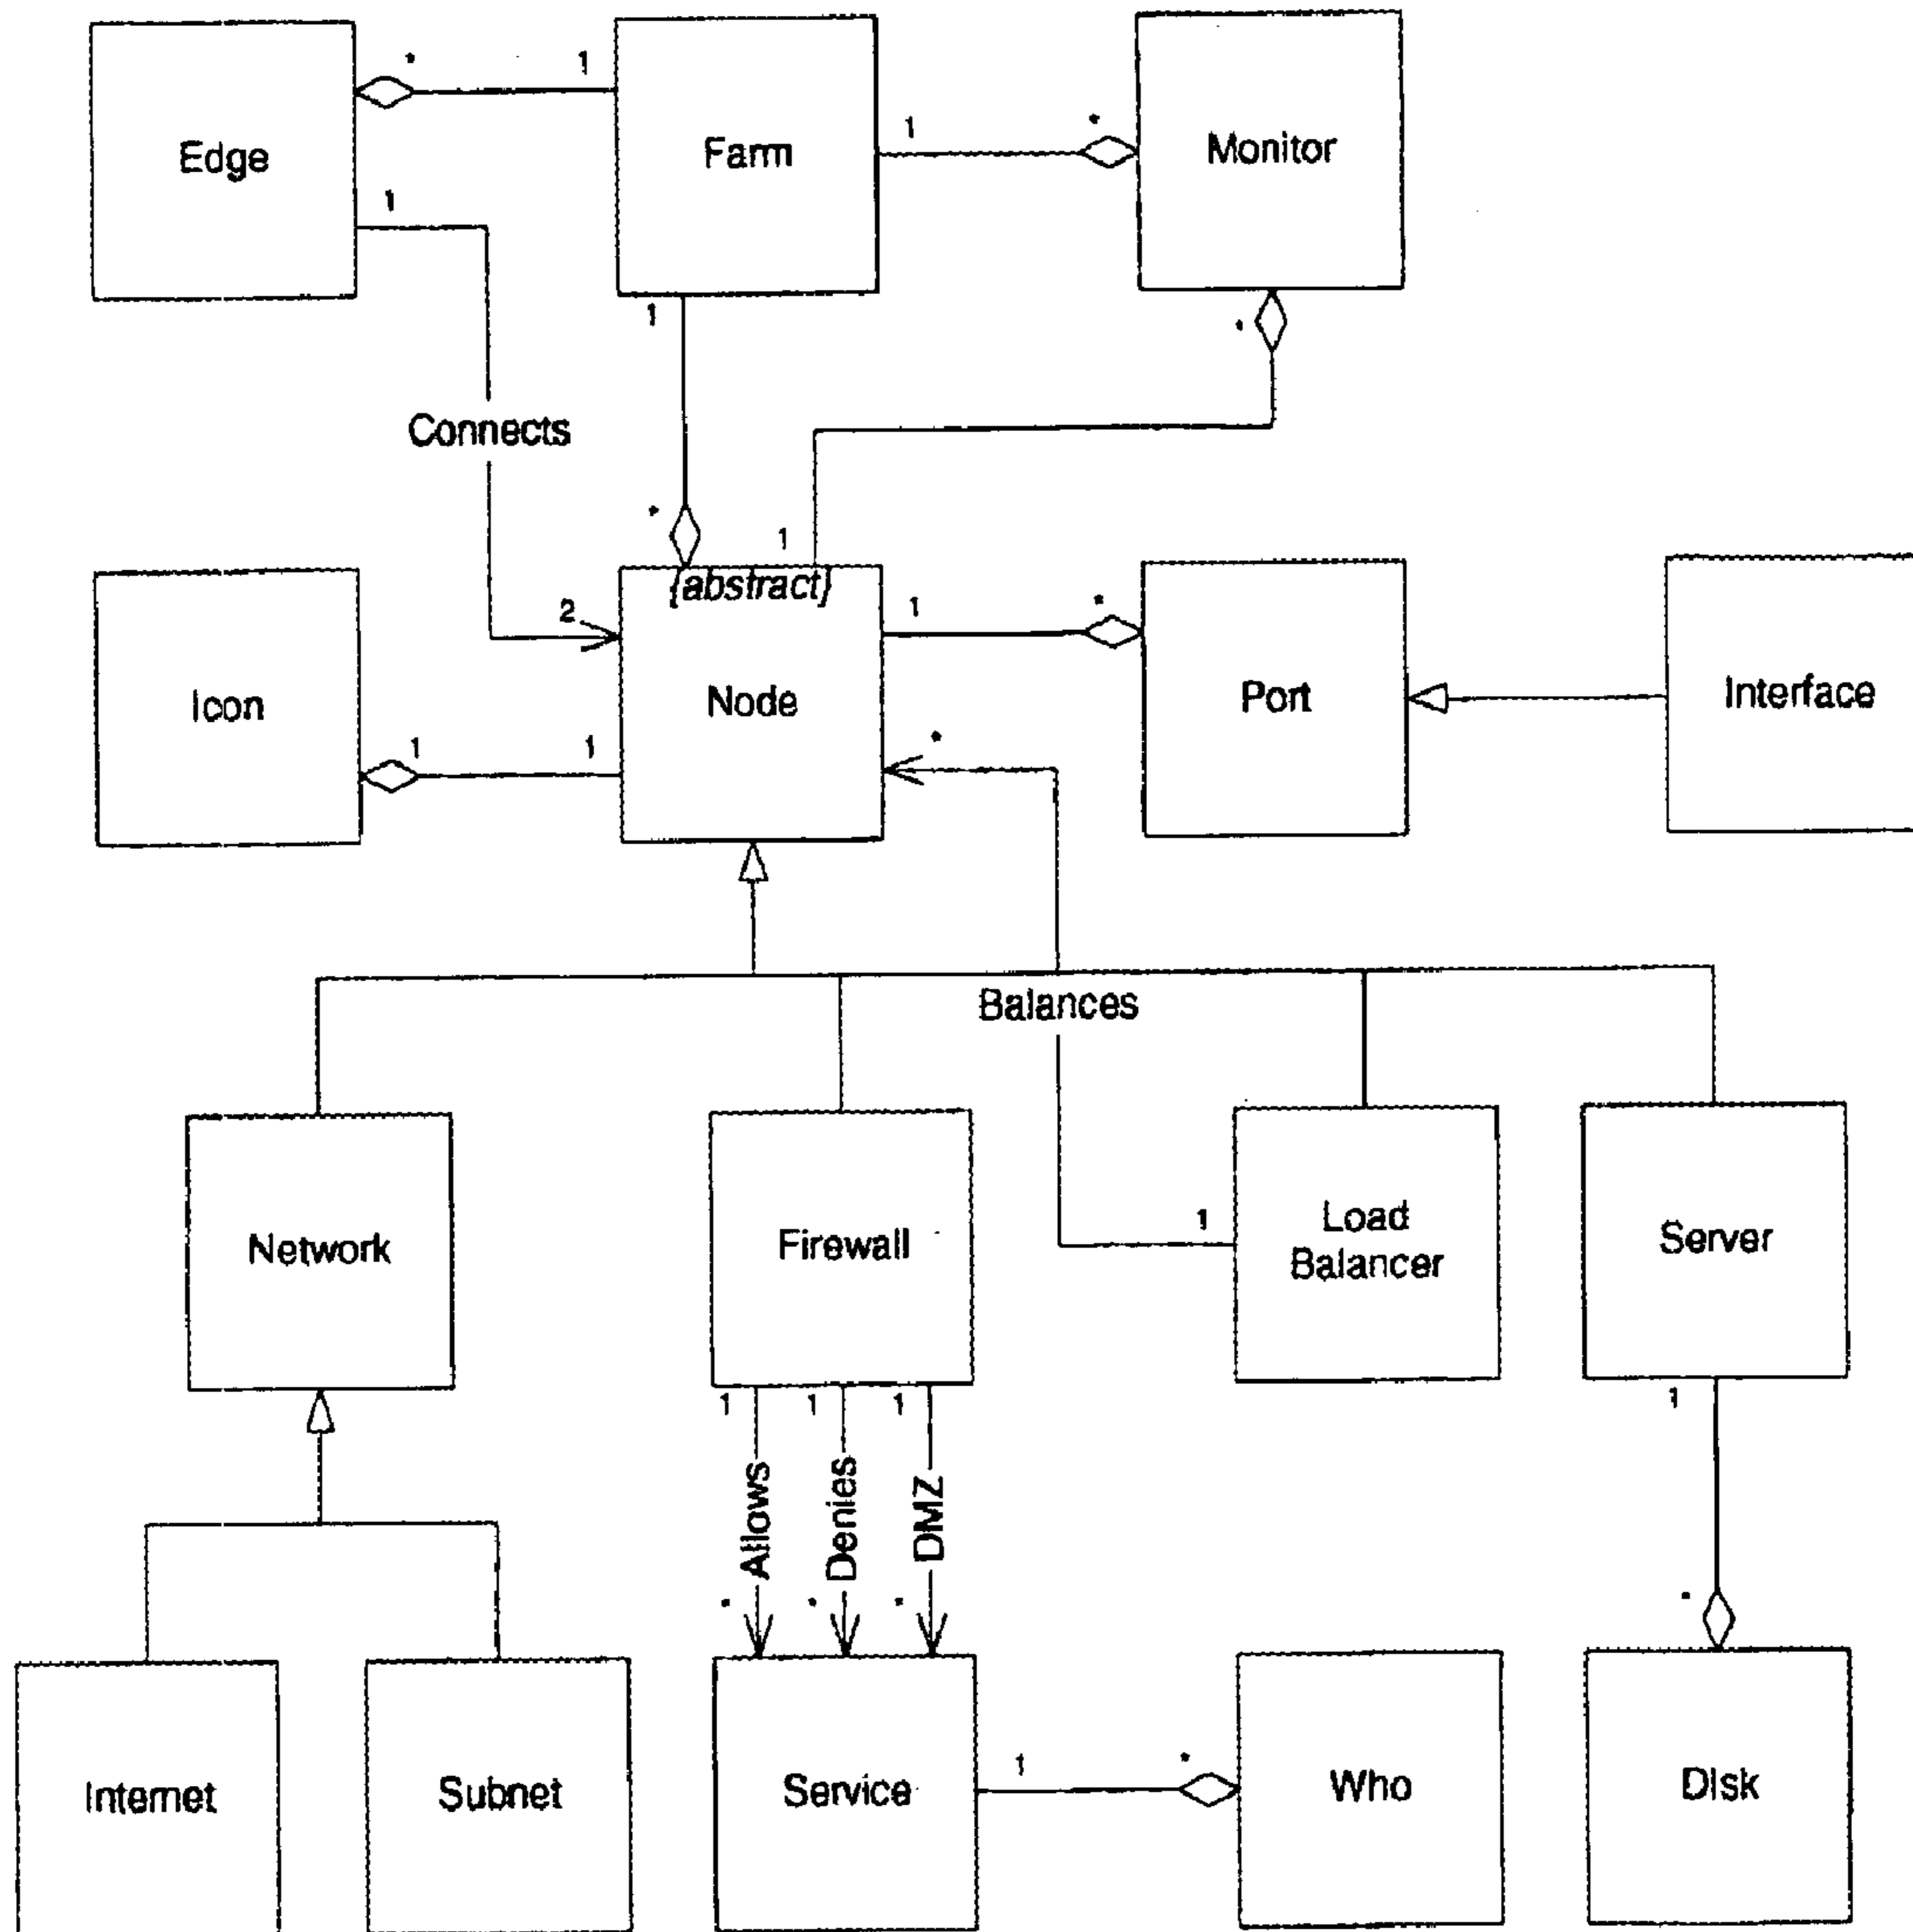 * 1
Edge
Farm
1 *
Monitor
1
1
*
Connects
*
1
{abstract}
2
1 *
Icon
Node
Port
Interface
*
1 1
Balances
Network
Firewall
1
Load
Balancer
Server
1 1 1
1
Allows
Denies
DMZ
* * *
*
Internet
Subnet
Service
1 *
Who
Disk